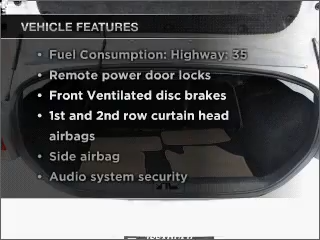 VEHICLE FEATURES
• Fuel Consumption: Highway: 35
• Remote power door locks
• Front Ventilated disc brakes
• 1st and 2nd row curtain head
airbags
• Side airbag
• Audio system security